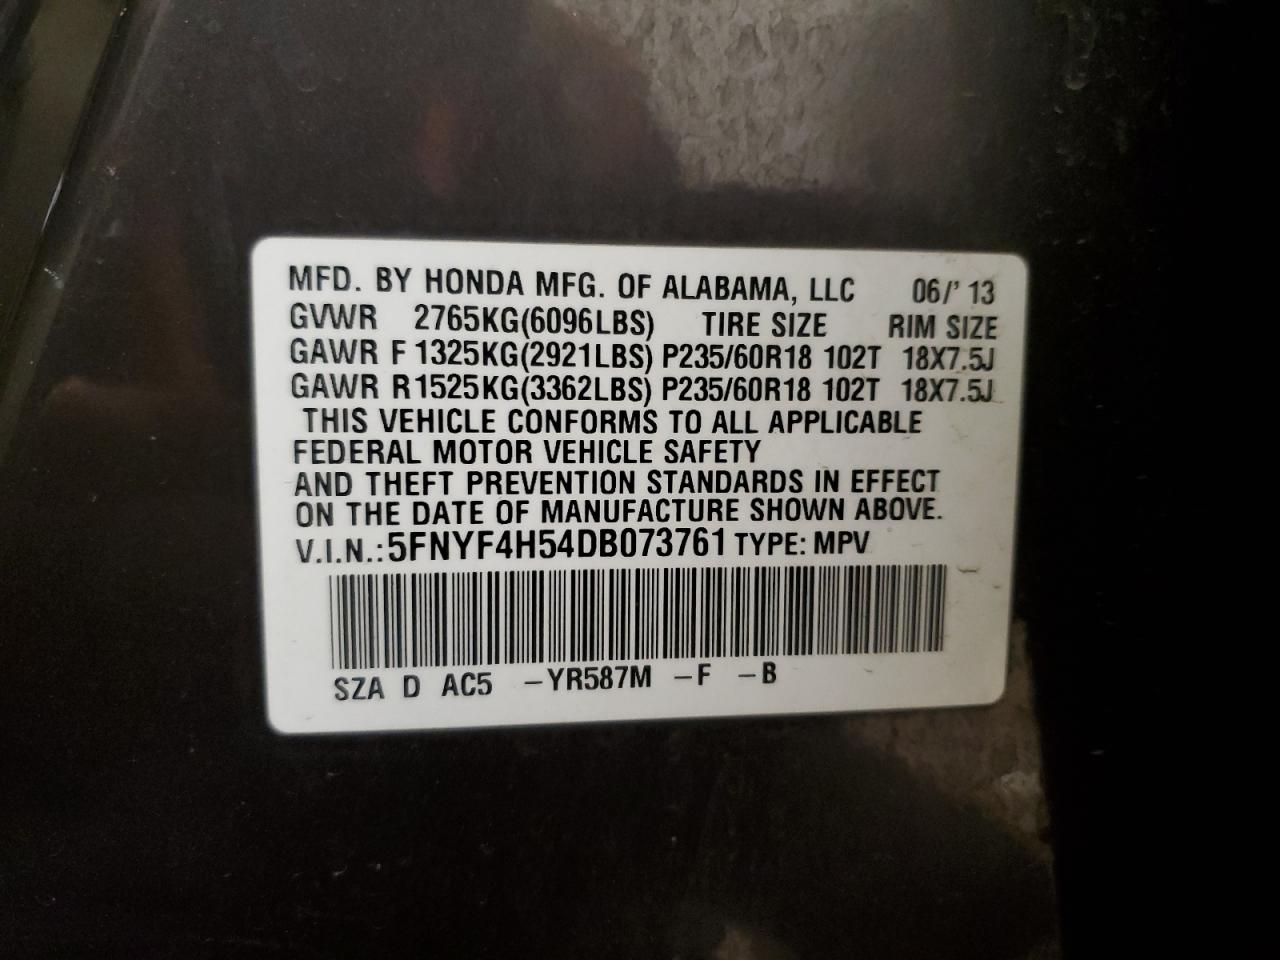 MFD. BY HONDA MFG. OF ALABAMA, LLC 06/' 13
GVWR 2765KG(6096LBS) TIRE SIZE RIM SIZE
GAWR F 1325KG(2921LBS) P235/60R18 102T 18X7.5J
GAWR R 1525KG(3362LBS) P235/60R18 102T 18X7.5J
THIS VEHICLE CONFORMS TO ALL APPLICABLE
FEDERAL MOTOR VEHICLE SAFETY
AND THEFT PREVENTION STANDARDS IN EFFECT
ON THE DATE OF MANUFACTURE SHOWN ABOVE.
V.I.N.: 5FNYF4H54DB073761 TYPE: MPV
SZA D AC5 -YR587M -F -B